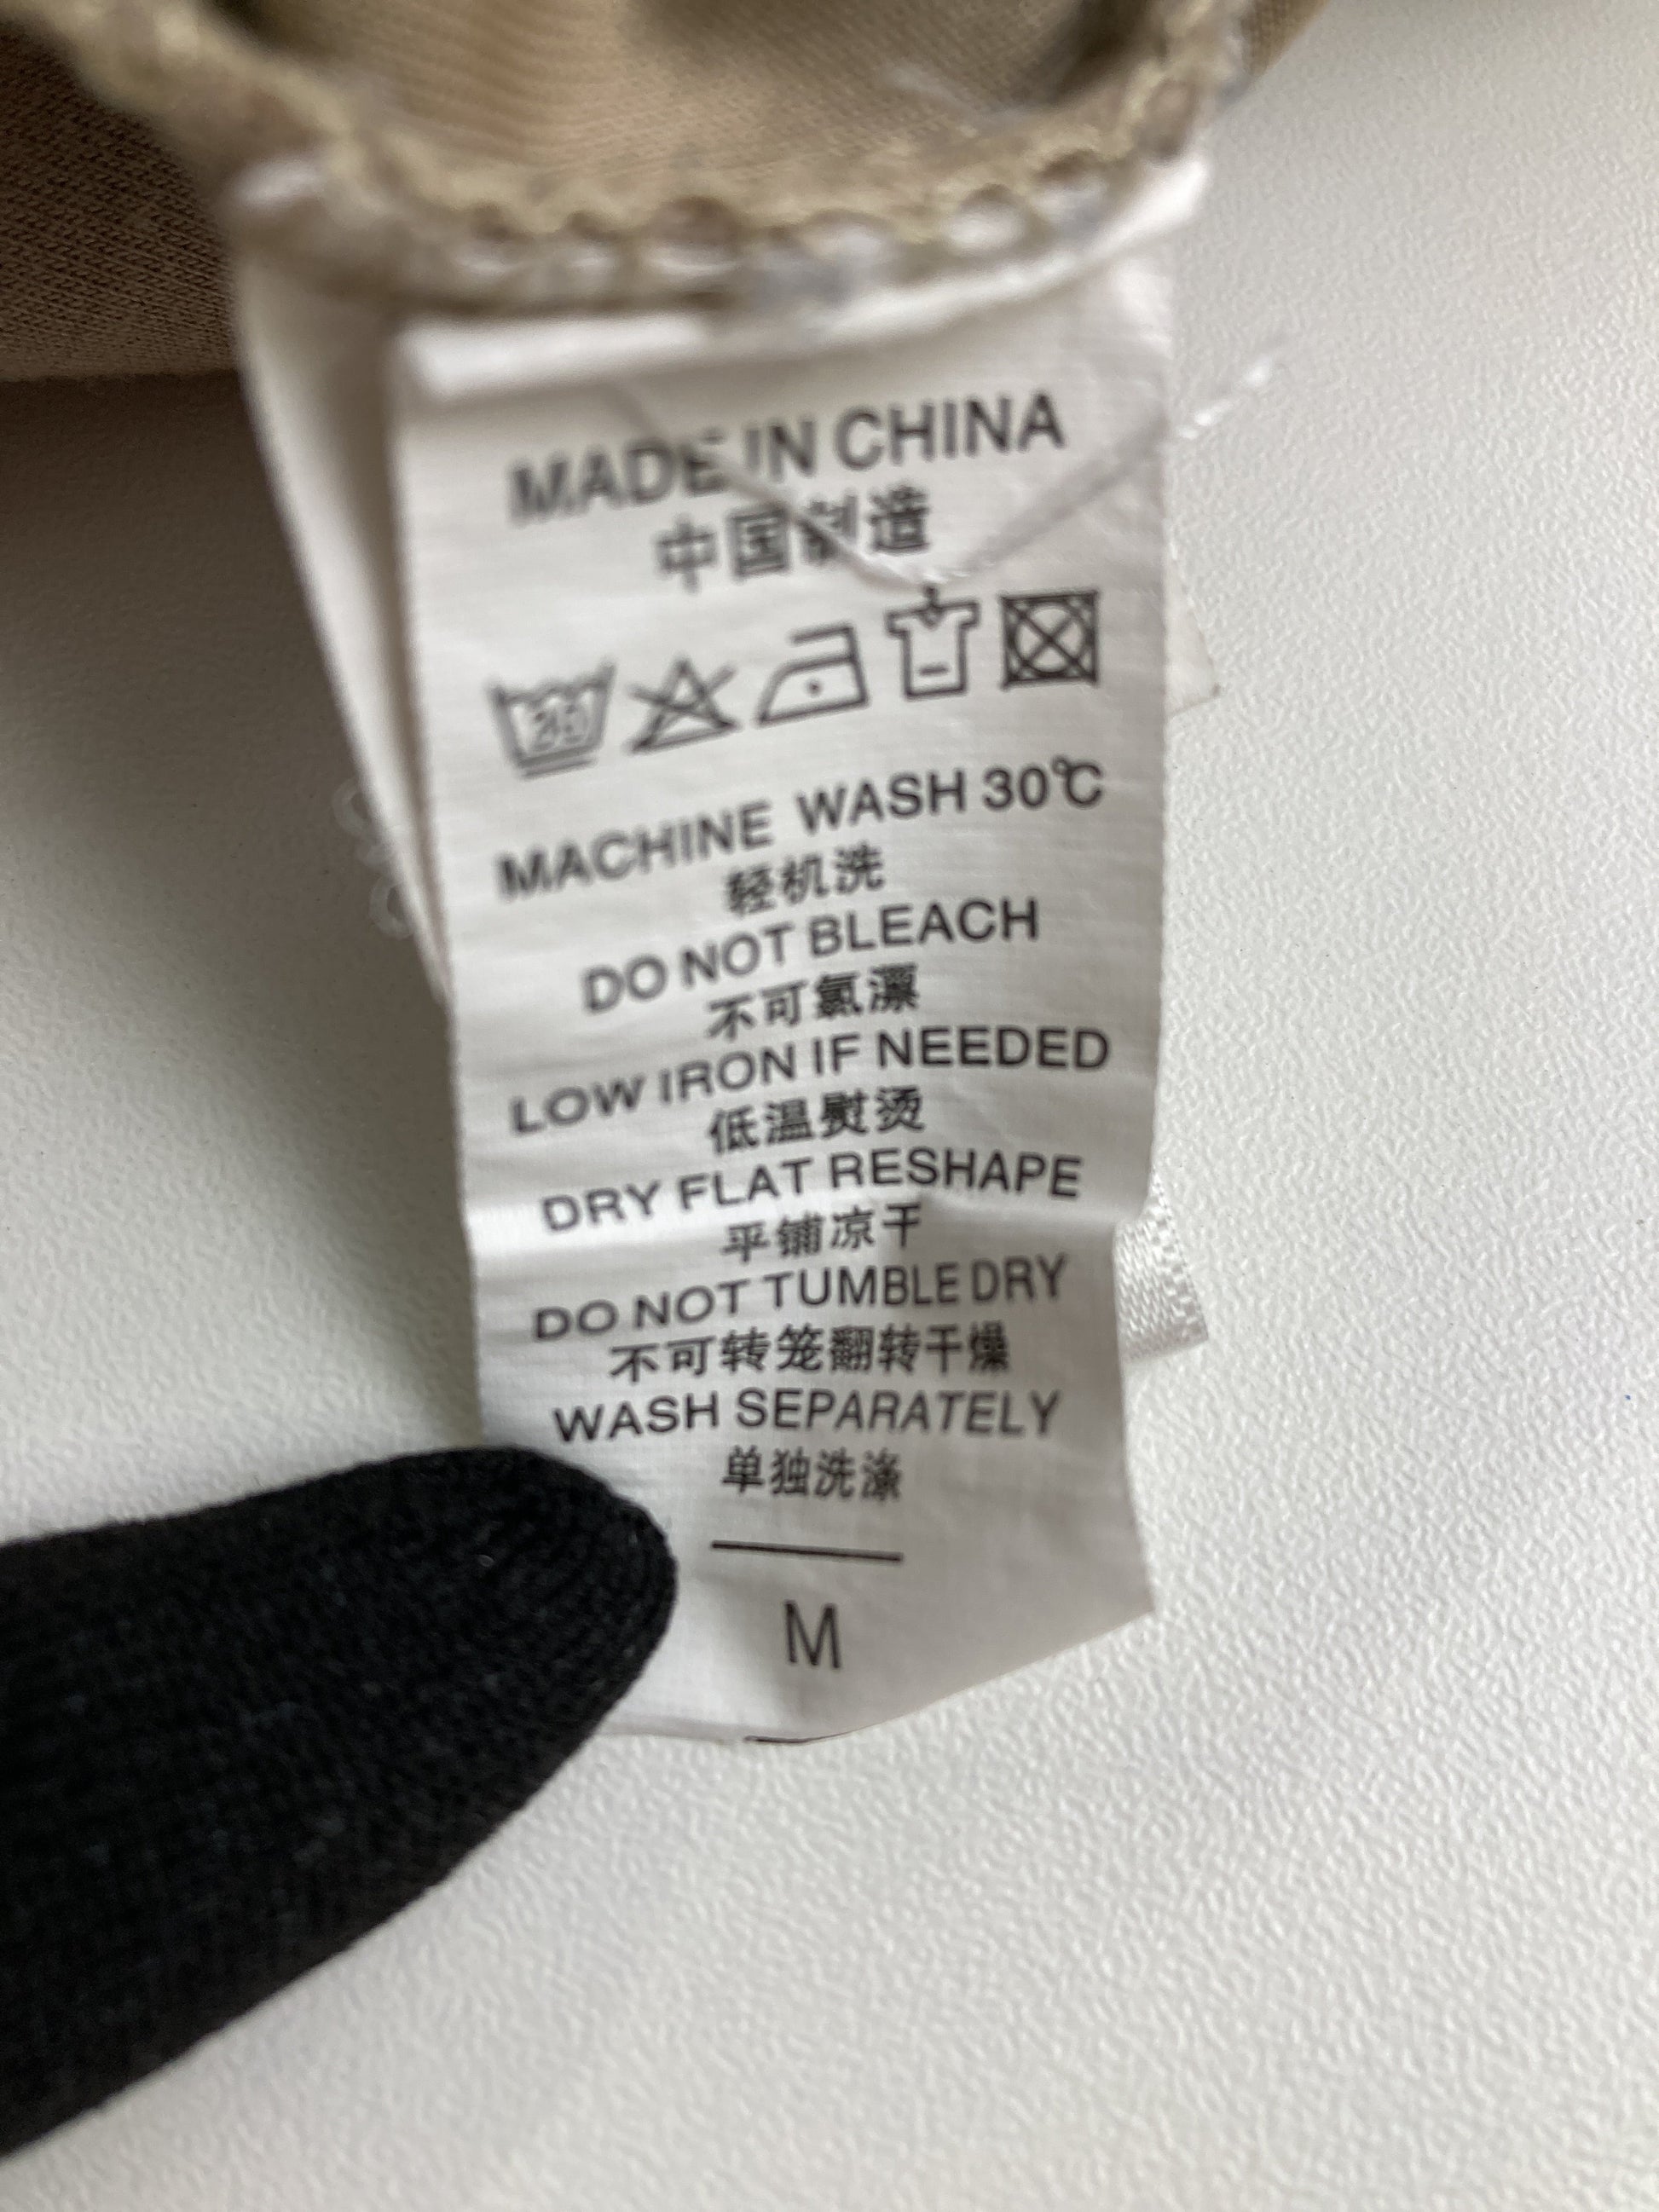 MADE IN CHINA
中国制造
30
MACHINE WASH 30℃
轻机洗
DO NOT BLEACH
不可氯漂
LOW IRON IF NEEDED
低温熨烫
DRY FLAT RESHAPE
平铺凉干
DO NOT TUMBLE DRY
不可转笼翻转干燥
WASH SEPARATELY
单独洗涤
M